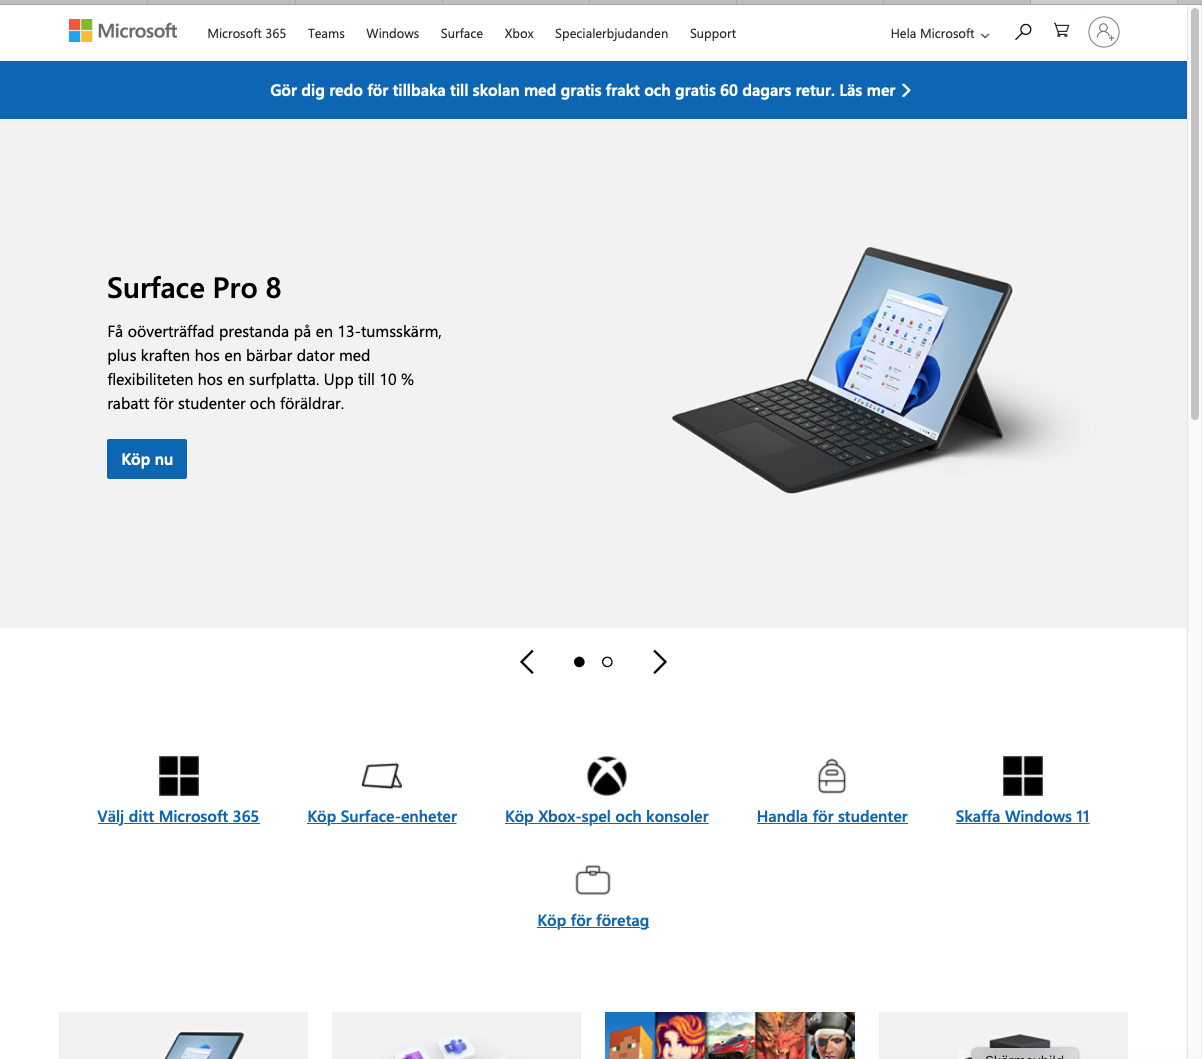 Microsoft
Microsoft 365 Teams Windows Surface Xbox Specialerbjudanden Support Hela Microsoft
Gör dig redo för tillbaka till skolan med gratis frakt och gratis 60 dagars retur. Läs mer
Surface Pro 8
Få oöverträffad prestanda på en 13-tumsskärm,
plus kraften hos en bärbar dator med
flexibiliteten hos en surfplatta. Upp till 10 %
rabatt för studenter och föräldrar.
Köp nu
Välj ditt Microsoft 365
Köp Surface-enheter
Köp Xbox-spel och konsoler
Handla för studenter
Skaffa Windows 11
Köp för företag